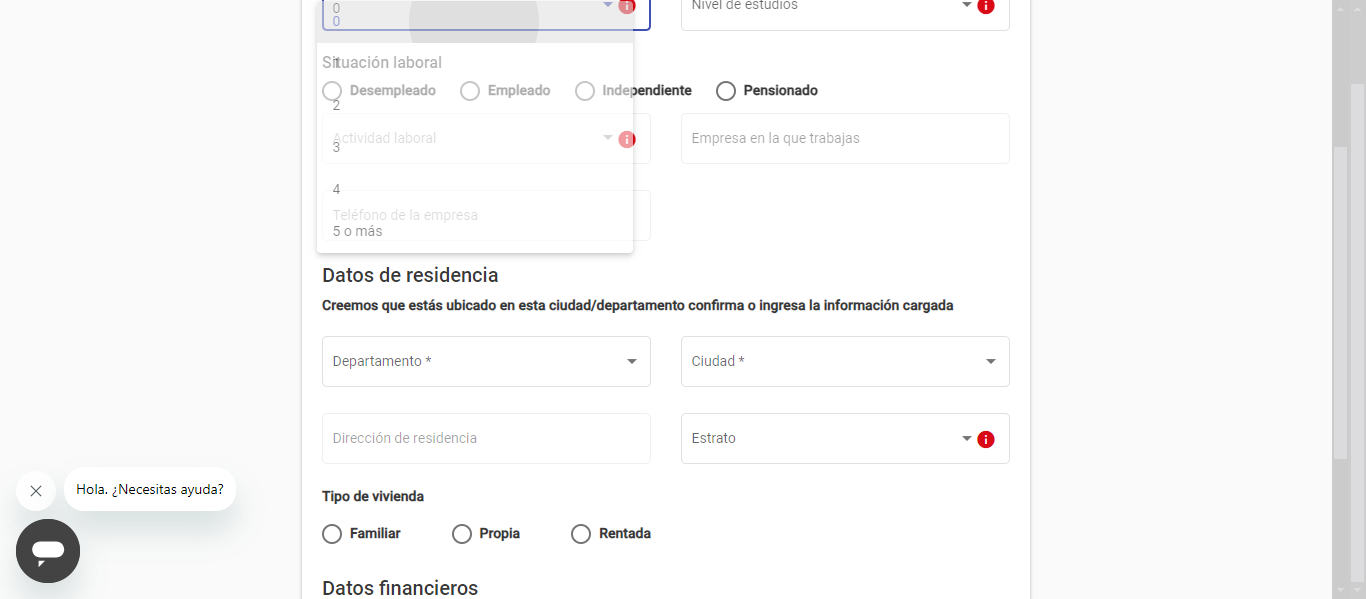 0
0
Nivel de estudios
Situación laboral
1
Desempleado Empleado Independiente Pensionado
2
Actividad laboral Empresa en la que trabajas
3
4
Teléfono de la empresa
5 o más
Datos de residencia
Creemos que estás ubicado en esta ciudad/departamento confirma o ingresa la información cargada
Departamento * Ciudad *
Dirección de residencia Estrato
Tipo de vivienda
Hola. ¿Necesitas ayuda?
Familiar Propia Rentada
Datos financieros